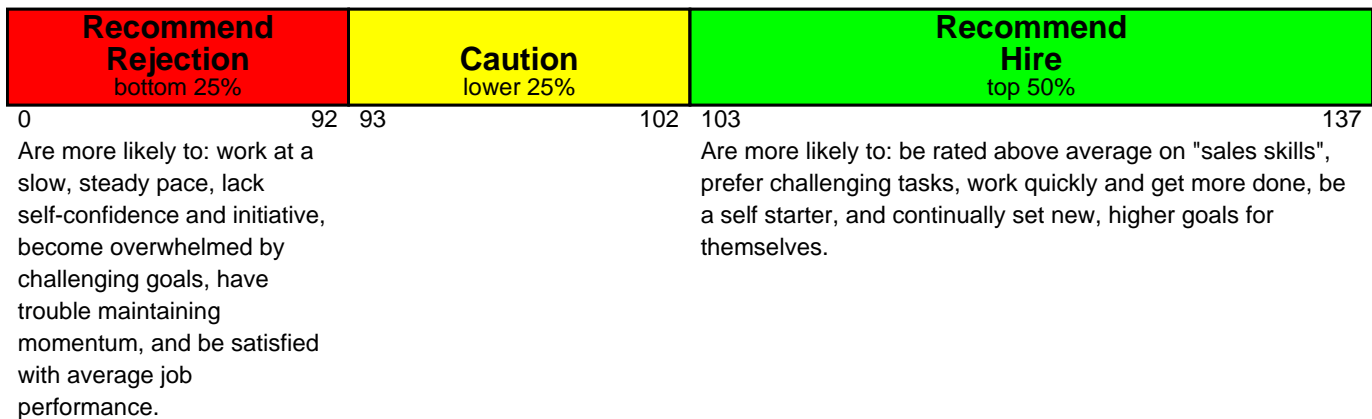 Recommend
Rejection
bottom 25%
Caution
lower 25%
Recommend
Hire
top 50%
0 92 93 102 103 137
Are more likely to: work at a
slow, steady pace, lack
self-confidence and initiative,
become overwhelmed by
challenging goals, have
trouble maintaining
momentum, and be satisfied
with average job
performance.
Are more likely to: be rated above average on "sales skills",
prefer challenging tasks, work quickly and get more done, be
a self starter, and continually set new, higher goals for
themselves.